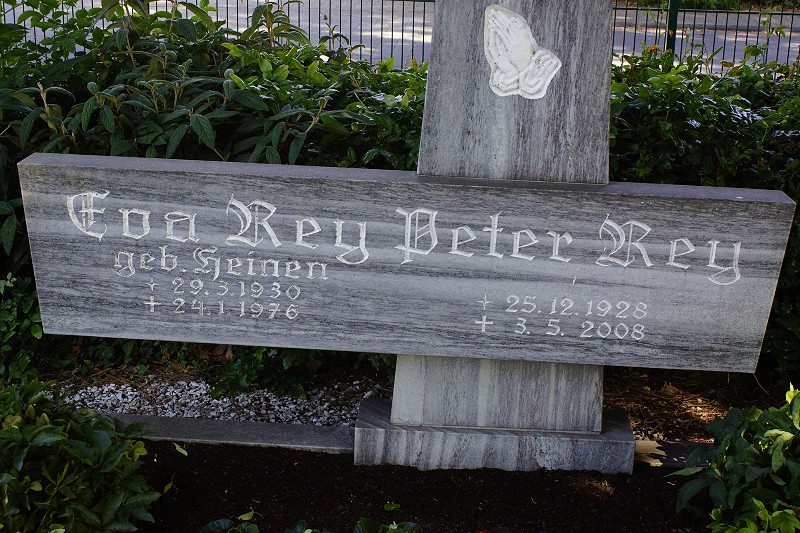 Eva Rey Peter Rey
geb. Heinen
* 29.3.1930
* 25.12.1928
† 24.1.1976
† 3.5.2008